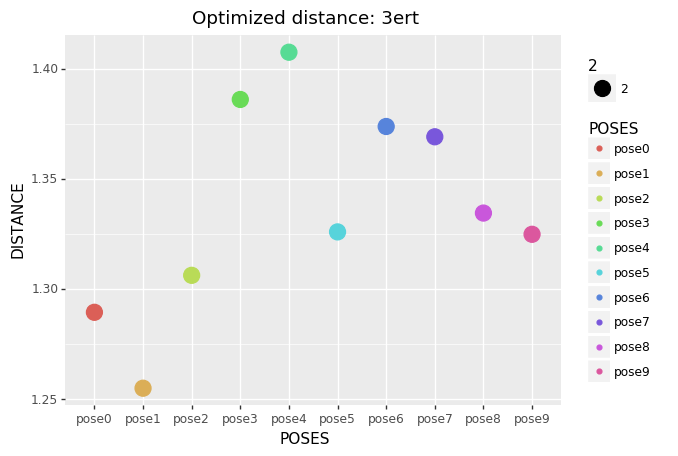 Optimized distance: 3ert
DISTANCE
1.40
1.35
1.30
1.25
pose0 pose1 pose2 pose3 pose4 pose5 pose6 pose7 pose8 pose9
POSES
2
2
POSES
pose0
pose1
pose2
pose3
pose4
pose5
pose6
pose7
pose8
pose9